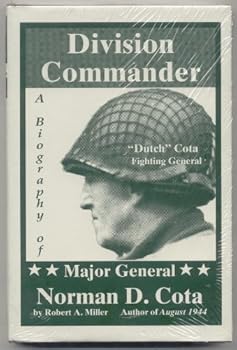 Division
Commander
A Biography of
"Dutch" Cota
Fighting General
★★ Major General ★★
Norman D. Cota
by Robert A. Miller Author of August 1944